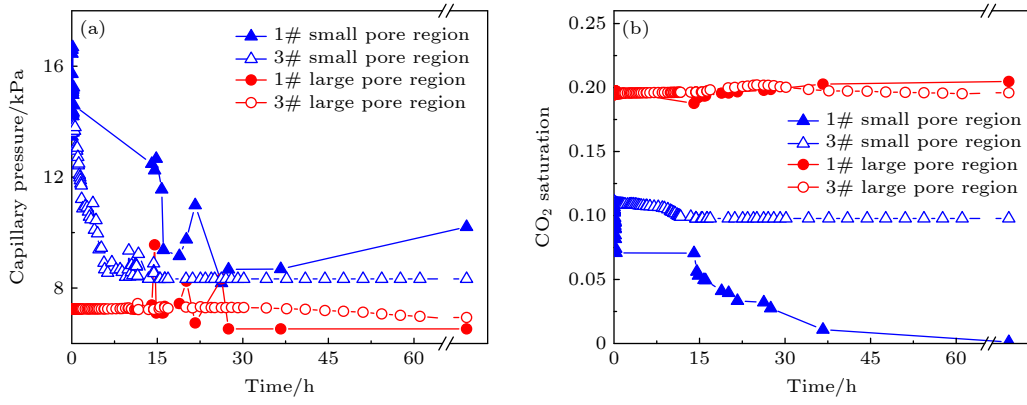 (a)
1# small pore region
3# small pore region
1# large pore region
3# large pore region
Capillary pressure/kPa
16
12
8
0
15
30
45
60
Time/h
(b)
1# small pore region
3# small pore region
1# large pore region
3# large pore region
CO₂ saturation
0.26
0.20
0.15
0.10
0.05
0
0
15
30
45
60
Time/h